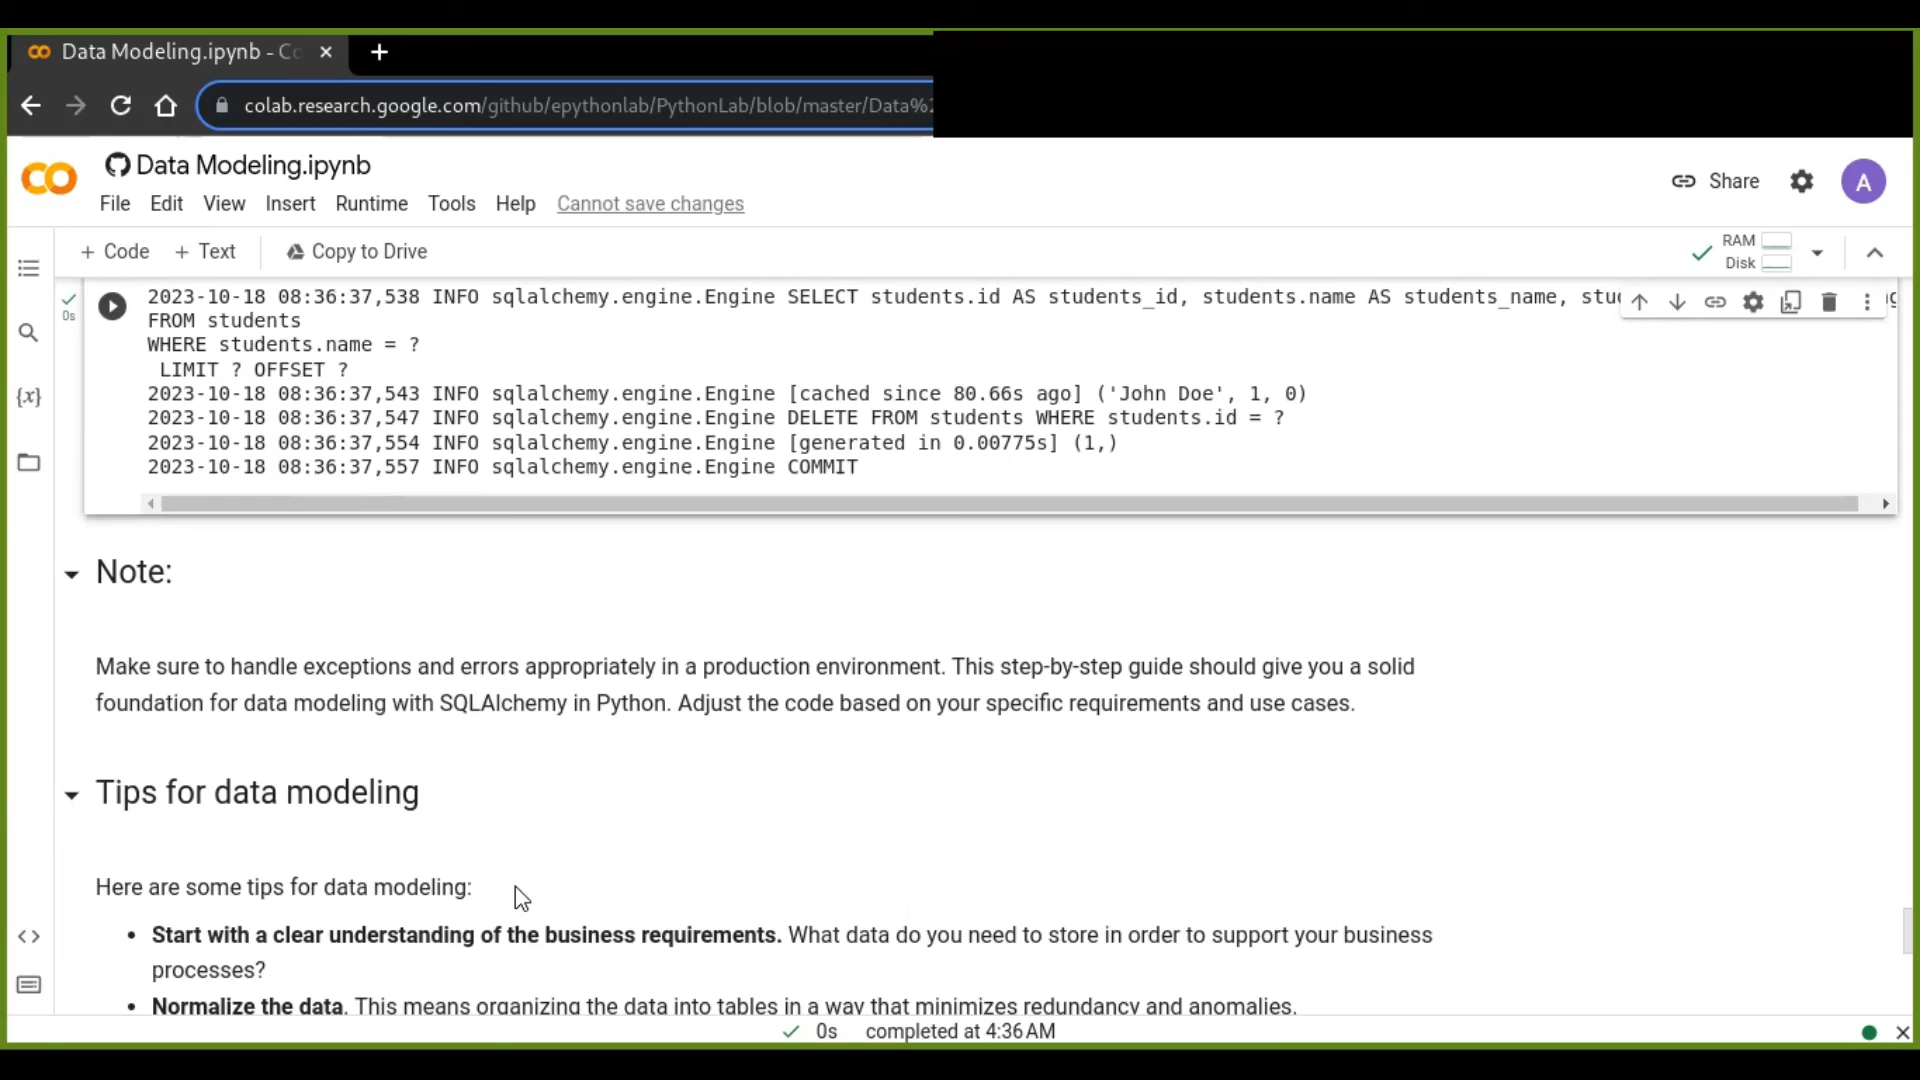 Data Modeling.ipynb - Co
colab.research.google.com/github/epythonlab/PythonLab/blob/master/Data%2
Data Modeling.ipynb
Share
A
File Edit View Insert Runtime Tools Help Cannot save changes
+ Code + Text Copy to Drive
RAM
Disk
0s
2023-10-18 08:36:37,538 INFO sqlalchemy.engine.Engine SELECT students.id AS students_id, students.name AS students_name, stu
FROM students
WHERE students.name = ?
LIMIT ? OFFSET ?
2023-10-18 08:36:37,543 INFO sqlalchemy.engine.Engine [cached since 80.66s ago] ('John Doe', 1, 0)
2023-10-18 08:36:37,547 INFO sqlalchemy.engine.Engine DELETE FROM students WHERE students.id = ?
2023-10-18 08:36:37,554 INFO sqlalchemy.engine.Engine [generated in 0.00775s] (1,)
2023-10-18 08:36:37,557 INFO sqlalchemy.engine.Engine COMMIT
{x}
Note:
Make sure to handle exceptions and errors appropriately in a production environment. This step-by-step guide should give you a solid
foundation for data modeling with SQLAlchemy in Python. Adjust the code based on your specific requirements and use cases.
Tips for data modeling
Here are some tips for data modeling:
• Start with a clear understanding of the business requirements. What data do you need to store in order to support your business
processes?
• Normalize the data. This means organizing the data into tables in a way that minimizes redundancy and anomalies.
0s completed at 4:36 AM